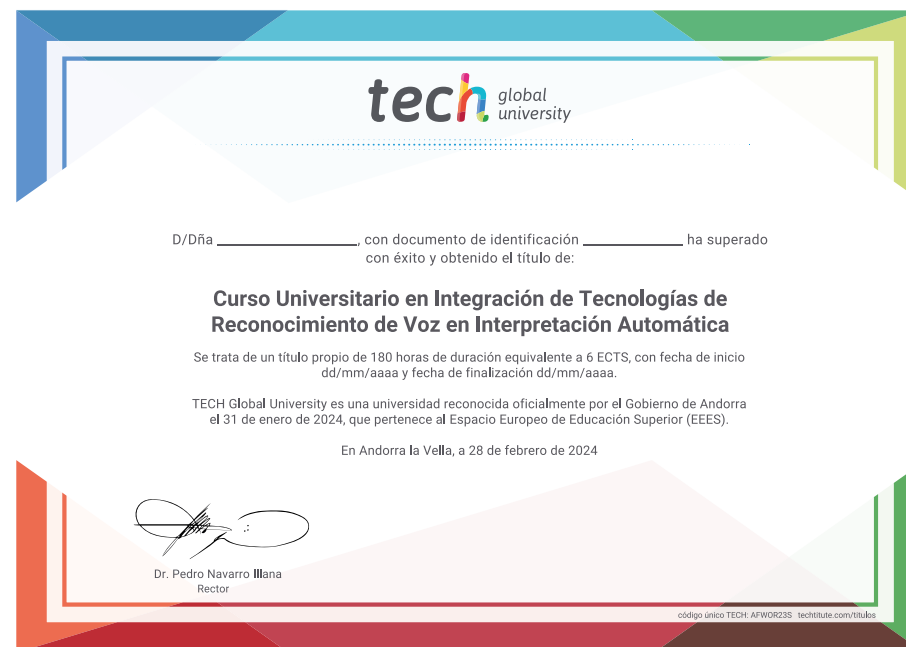 tech global university
D/Dña ____________________, con documento de identificación ______________ ha superado
con éxito y obtenido el título de:
Curso Universitario en Integración de Tecnologías de
Reconocimiento de Voz en Interpretación Automática
Se trata de un título propio de 180 horas de duración equivalente a 6 ECTS, con fecha de inicio
dd/mm/aaaa y fecha de finalización dd/mm/aaaa.
TECH Global University es una universidad reconocida oficialmente por el Gobierno de Andorra
el 31 de enero de 2024, que pertenece al Espacio Europeo de Educación Superior (EEES).
En Andorra la Vella, a 28 de febrero de 2024
Dr. Pedro Navarro Illana
Rector
código único TECH: AFWOR23S techtitute.com/titulos